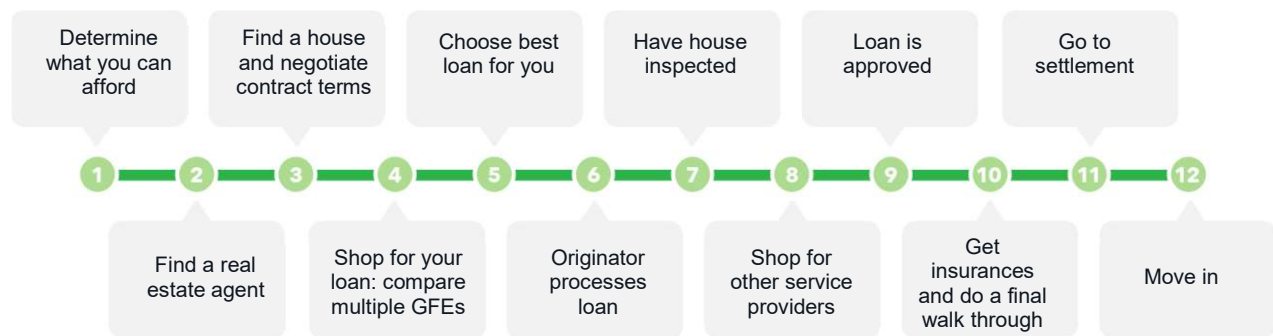 Determine
what you can
afford
Find a house
and negotiate
contract terms
Choose best
loan for you
Have house
inspected
Loan is
approved
Go to
settlement
1
2
3
4
5
6
7
8
9
10
11
12
Find a real
estate agent
Shop for your
loan: compare
multiple GFEs
Originator
processes
loan
Shop for
other service
providers
Get
insurances
and do a final
walk through
Move in